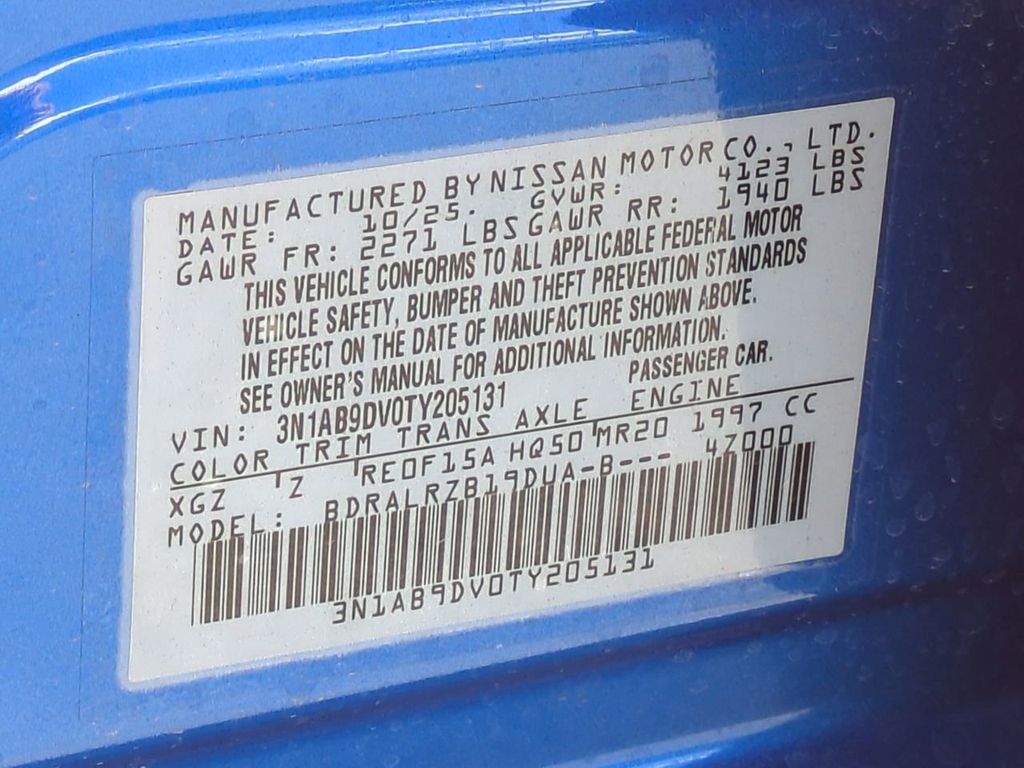 MANUFACTURED BY NISSAN MOTOR CO., LTD.
DATE: 10/25. GVWR: 4123 LBS
GAWR FR: 2271 LBS GAWR RR: 1940 LBS
THIS VEHICLE CONFORMS TO ALL APPLICABLE FEDERAL MOTOR
VEHICLE SAFETY, BUMPER AND THEFT PREVENTION STANDARDS
IN EFFECT ON THE DATE OF MANUFACTURE SHOWN ABOVE.
SEE OWNER'S MANUAL FOR ADDITIONAL INFORMATION.
VIN: 3N1AB9DV0TY205131 PASSENGER CAR.
COLOR TRIM TRANS AXLE ENGINE
XGZ Z RE0F15A HQ50 MR20 1997 CC
MODEL: BDRALRZB19DUA-B--- 4Z000
3N1AB9DV0TY205131